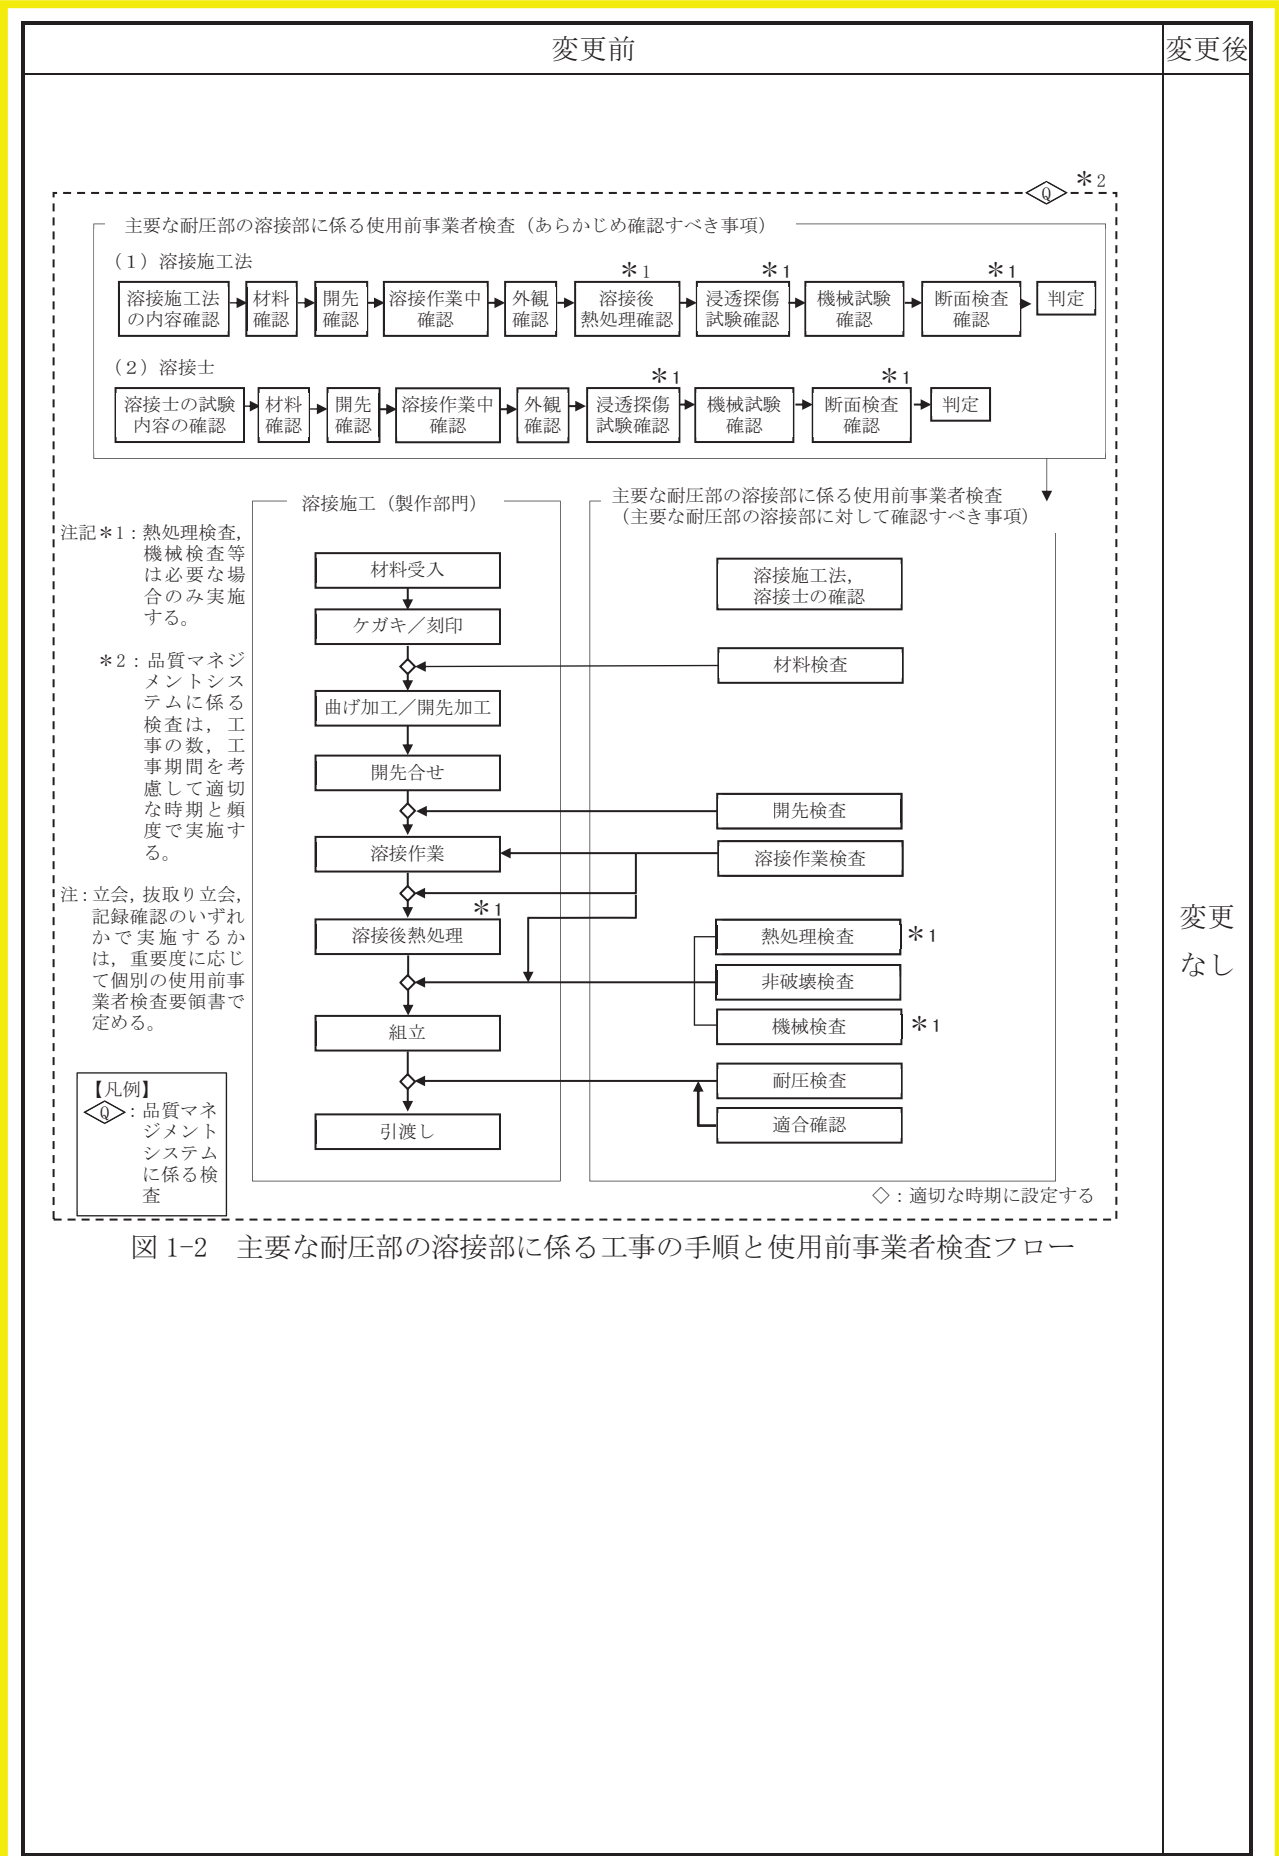 変更前
変更後
Q
＊2
主要な耐圧部の溶接部に係る使用前事業者検査（あらかじめ確認すべき事項）
（1）溶接施工法
＊1
＊1
＊1
溶接施工法
の内容確認
材料
確認
開先
確認
溶接作業中
確認
外観
確認
溶接後
熱処理確認
浸透探傷
試験確認
機械試験
確認
断面検査
確認
判定
（2）溶接士
＊1
＊1
溶接士の試験
内容の確認
材料
確認
開先
確認
溶接作業中
確認
外観
確認
浸透探傷
試験確認
機械試験
確認
断面検査
確認
判定
注記＊1：熱処理検査,
機械検査等
は必要な場
合のみ実施
する。
＊2：品質マネジ
メントシス
テムに係る
検査は，工
事の数，工
事期間を考
慮して適切
な時期と頻
度で実施す
る。
注：立会, 抜取り立会,
記録確認のいずれ
かで実施するか
は，重要度に応じ
て個別の使用前事
業者検査要領書で
定める。
【凡例】
Q：品質マネ
ジメント
システム
に係る検
査
溶接施工（製作部門）
材料受入
ケガキ／刻印
曲げ加工／開先加工
開先合せ
溶接作業
＊1
溶接後熱処理
組立
引渡し
主要な耐圧部の溶接部に係る使用前事業者検査
（主要な耐圧部の溶接部に対して確認すべき事項）
溶接施工法，
溶接士の確認
材料検査
開先検査
溶接作業検査
熱処理検査 ＊1
非破壊検査
機械検査 ＊1
耐圧検査
適合確認
◇：適切な時期に設定する
図 1-2　主要な耐圧部の溶接部に係る工事の手順と使用前事業者検査フロー
変更
なし